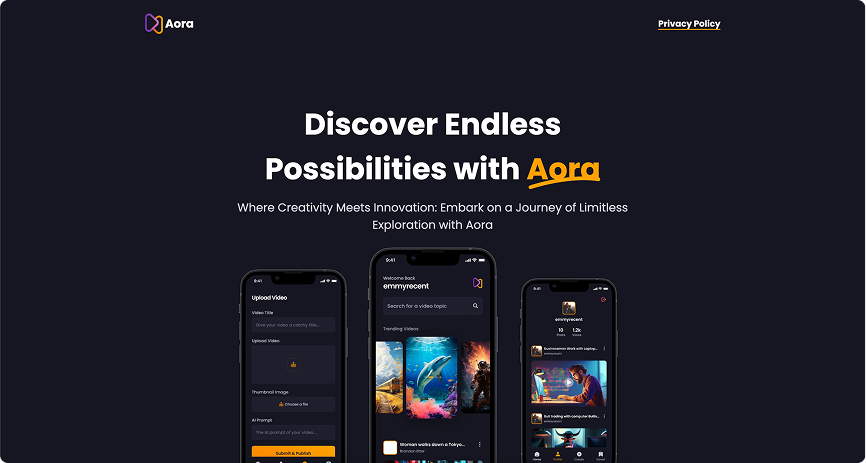 Aora
Privacy Policy
Discover Endless
Possibilities with Aora
Where Creativity Meets Innovation: Embark on a Journey of Limitless
Exploration with Aora
9:41
Upload Video
Video Title
Give your video a catchy title...
Upload Video
Thumbnail Image
Choose a file
AI Prompt
The AI prompt of your video....
Submit & Publish
9:41
Welcome Back
emmyrecent
Search for a video topic
Trending Videos
Woman walks down a Tokyo...
Brandon Etter
9:41
emmyrecent
10
1.2k
Posts
Views
Businessman Work with Laptop...
emmyrecent
But trading with computer Bullis...
emmyrecent
Home
Profile
Create
Saved